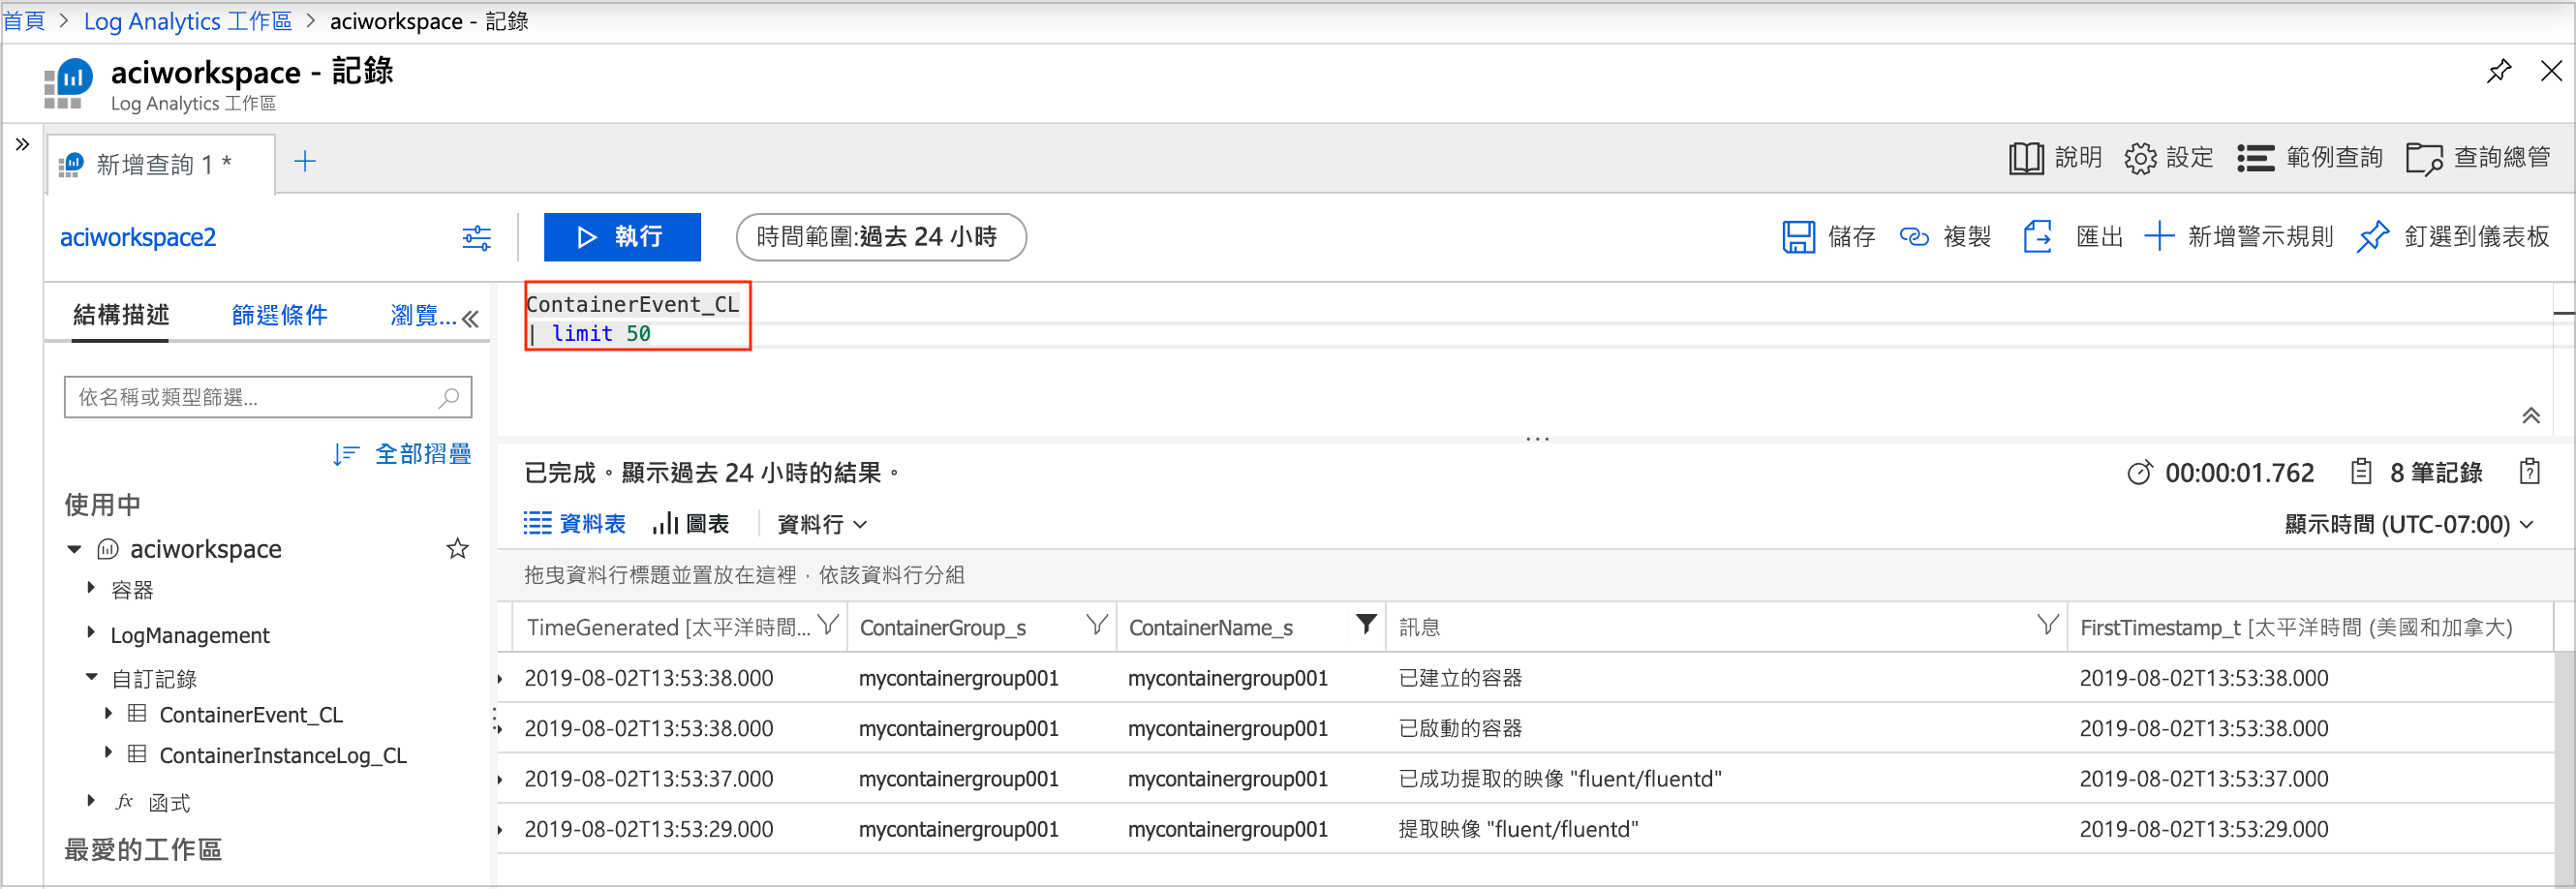 首頁 > Log Analytics 工作區 > aciworkspace - 記錄
aciworkspace - 記錄
Log Analytics 工作區
新增查詢 1 *
說明 設定 範例查詢 查詢總管
aciworkspace2
執行
時間範圍:過去 24 小時
儲存 複製 匯出 新增警示規則 釘選到儀表板
結構描述 篩選條件 瀏覽...
ContainerEvent_CL
| limit 50
依名稱或類型篩選...
全部摺疊
使用中
aciworkspace
容器
LogManagement
自訂記錄
ContainerEvent_CL
ContainerInstanceLog_CL
fx 函式
最愛的工作區
已完成。顯示過去 24 小時的結果。
00:00:01.762 8 筆記錄
資料表 圖表 資料行
顯示時間 (UTC-07:00)
拖曳資料行標題並置放在這裡，依該資料行分組
TimeGenerated [太平洋時間... ContainerGroup_s ContainerName_s 訊息 FirstTimestamp_t [太平洋時間 (美國和加拿大)
2019-08-02T13:53:38.000 mycontainergroup001 mycontainergroup001 已建立的容器 2019-08-02T13:53:38.000
2019-08-02T13:53:38.000 mycontainergroup001 mycontainergroup001 已啟動的容器 2019-08-02T13:53:38.000
2019-08-02T13:53:37.000 mycontainergroup001 mycontainergroup001 已成功提取的映像 "fluent/fluentd" 2019-08-02T13:53:37.000
2019-08-02T13:53:29.000 mycontainergroup001 mycontainergroup001 提取映像 "fluent/fluentd" 2019-08-02T13:53:29.000